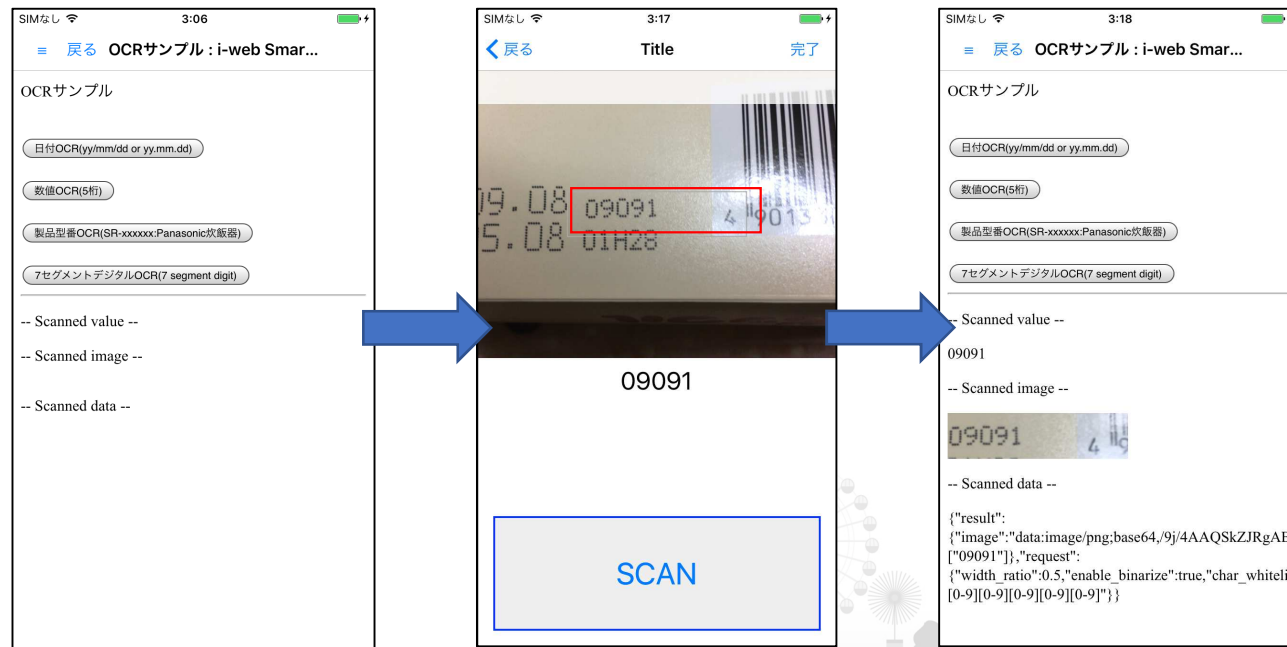 SIMなし 3:06
≡ 戻る OCRサンプル : i-web Smar...
OCRサンプル
日付OCR(yy/mm/dd or yy.mm.dd)
数値OCR(5桁)
製品型番OCR(SR-xxxxxx:Panasonic炊飯器)
7セグメントデジタルOCR(7 segment digit)
-- Scanned value --
-- Scanned image --
-- Scanned data --
SIMなし 3:17
戻る Title 完了
09.08 09091
5.08 01H28
4 9013
09091
SCAN
SIMなし 3:18
≡ 戻る OCRサンプル : i-web Smar...
OCRサンプル
日付OCR(yy/mm/dd or yy.mm.dd)
数値OCR(5桁)
製品型番OCR(SR-xxxxxx:Panasonic炊飯器)
7セグメントデジタルOCR(7 segment digit)
-- Scanned value --
09091
-- Scanned image --
09091 4 9
-- Scanned data --
{"result":
{"image":"data:image/png;base64,/9j/4AAQSkZJRgAB
["09091"]},"request":
{"width_ratio":0.5,"enable_binarize":true,"char_whiteli
[0-9][0-9][0-9][0-9][0-9]"}}